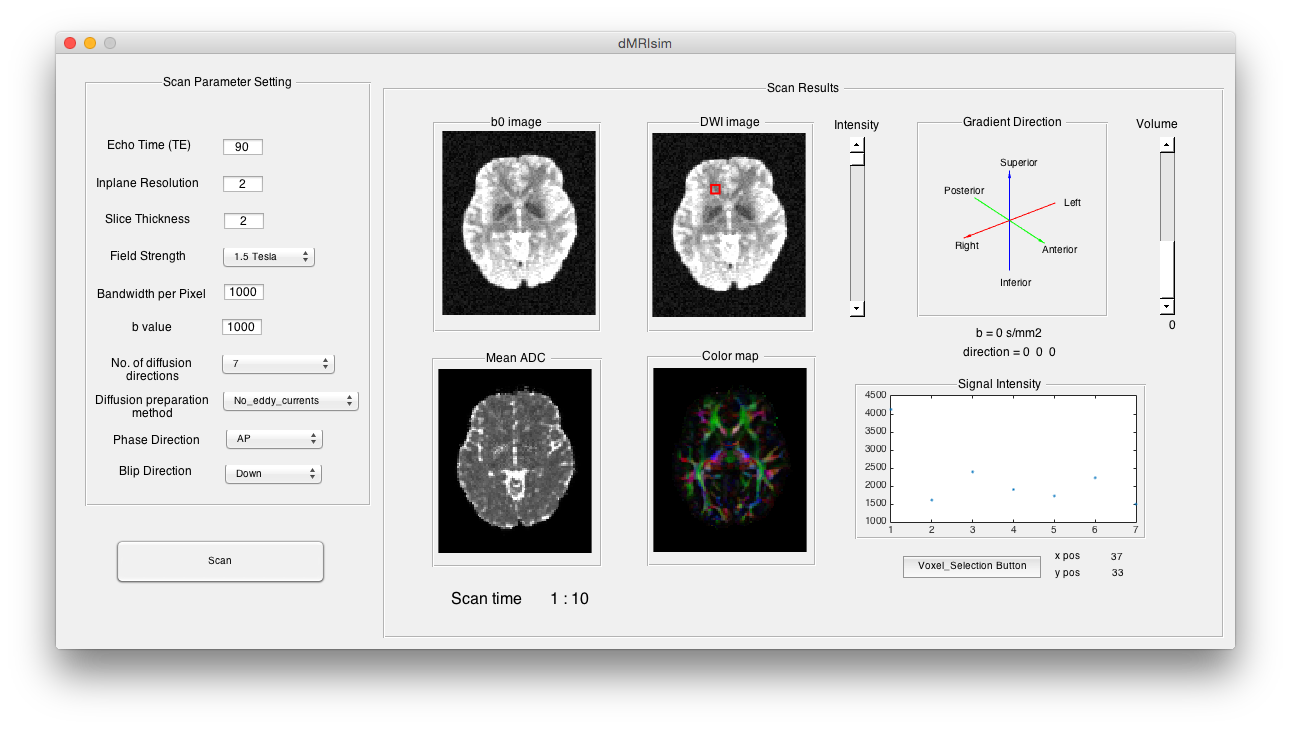 dMRIsim
Scan Parameter Setting
Echo Time (TE) 90
Inplane Resolution 2
Slice Thickness 2
Field Strength 1.5 Tesla
Bandwidth per Pixel 1000
b value 1000
No. of diffusion
directions 7
Diffusion preparation
method No_eddy_currents
Phase Direction AP
Blip Direction Down
Scan
Scan Results
b0 image
DWI image
Intensity
Gradient Direction
Superior
Posterior
Left
Right
Anterior
Inferior
Volume
0
b = 0 s/mm2
direction = 0 0 0
Mean ADC
Color map
Signal Intensity
4500
4000
3500
3000
2500
2000
1500
1000
1 2 3 4 5 6 7
Voxel_Selection Button
x pos 37
y pos 33
Scan time 1 : 10